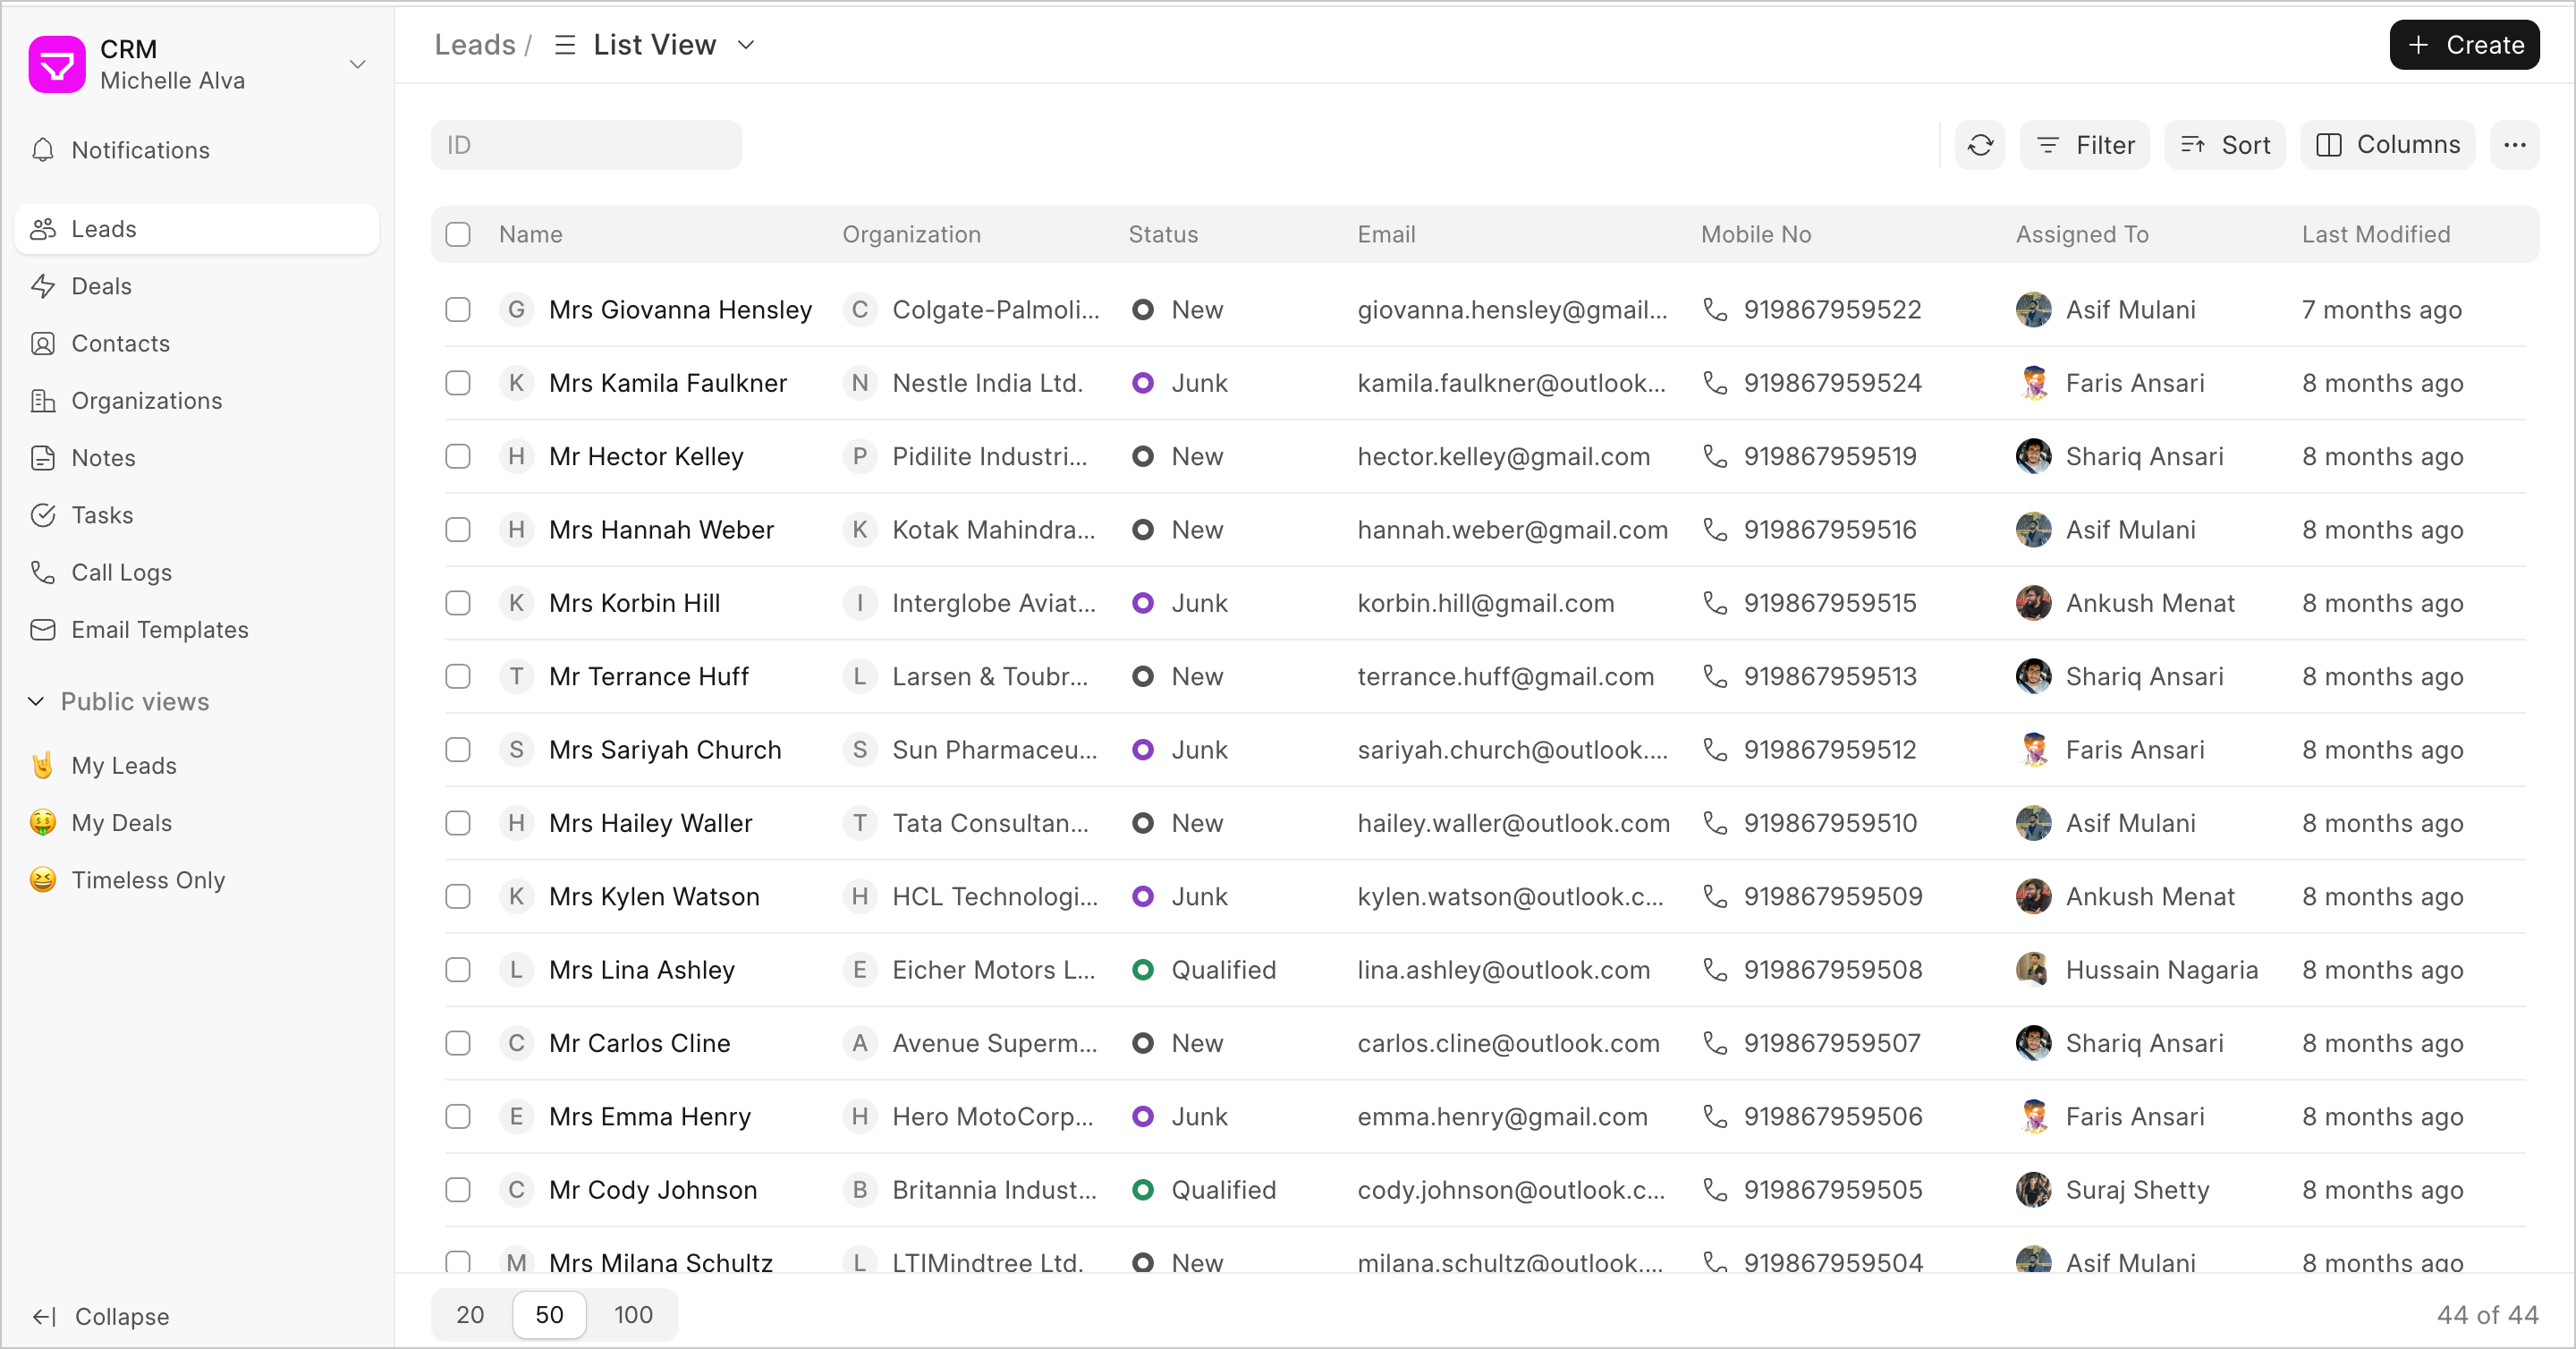 CRM
Michelle Alva
Notifications
Leads
Deals
Contacts
Organizations
Notes
Tasks
Call Logs
Email Templates
Public views
My Leads
My Deals
Timeless Only
Collapse
Leads / List View
+ Create
ID
Filter Sort Columns ...
Name Organization Status Email Mobile No Assigned To Last Modified
G Mrs Giovanna Hensley C Colgate-Palmoli... New giovanna.hensley@gmail... 919867959522 Asif Mulani 7 months ago
K Mrs Kamila Faulkner N Nestle India Ltd. Junk kamila.faulkner@outlook... 919867959524 Faris Ansari 8 months ago
H Mr Hector Kelley P Pidilite Industri... New hector.kelley@gmail.com 919867959519 Shariq Ansari 8 months ago
H Mrs Hannah Weber K Kotak Mahindra... New hannah.weber@gmail.com 919867959516 Asif Mulani 8 months ago
K Mrs Korbin Hill I Interglobe Aviat... Junk korbin.hill@gmail.com 919867959515 Ankush Menat 8 months ago
T Mr Terrance Huff L Larsen & Toubr... New terrance.huff@gmail.com 919867959513 Shariq Ansari 8 months ago
S Mrs Sariyah Church S Sun Pharmaceu... Junk sariyah.church@outlook.... 919867959512 Faris Ansari 8 months ago
H Mrs Hailey Waller T Tata Consultan... New hailey.waller@outlook.com 919867959510 Asif Mulani 8 months ago
K Mrs Kylen Watson H HCL Technologi... Junk kylen.watson@outlook.c... 919867959509 Ankush Menat 8 months ago
L Mrs Lina Ashley E Eicher Motors L... Qualified lina.ashley@outlook.com 919867959508 Hussain Nagaria 8 months ago
C Mr Carlos Cline A Avenue Superm... New carlos.cline@outlook.com 919867959507 Shariq Ansari 8 months ago
E Mrs Emma Henry H Hero MotoCorp... Junk emma.henry@gmail.com 919867959506 Faris Ansari 8 months ago
C Mr Cody Johnson B Britannia Indust... Qualified cody.johnson@outlook.c... 919867959505 Suraj Shetty 8 months ago
M Mrs Milana Schultz L LTIMindtree Ltd. New milana.schultz@outlook.... 919867959504 Asif Mulani 8 months ago
20 50 100
44 of 44